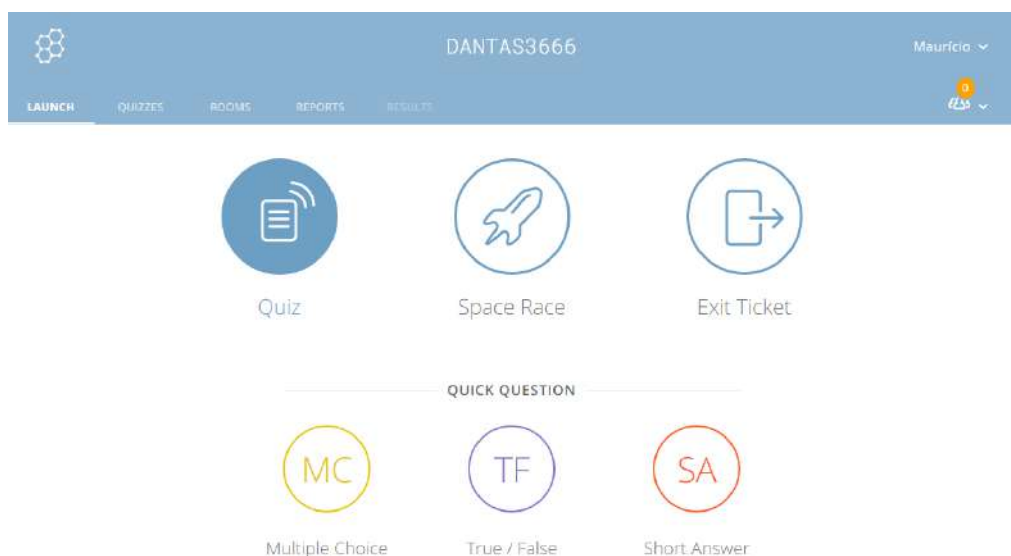 DANTAS3666
Maurício
LAUNCH QUIZZES ROOMS REPORTS RESULTS
0
Quiz Space Race Exit Ticket
QUICK QUESTION
MC TF SA
Multiple Choice True / False Short Answer